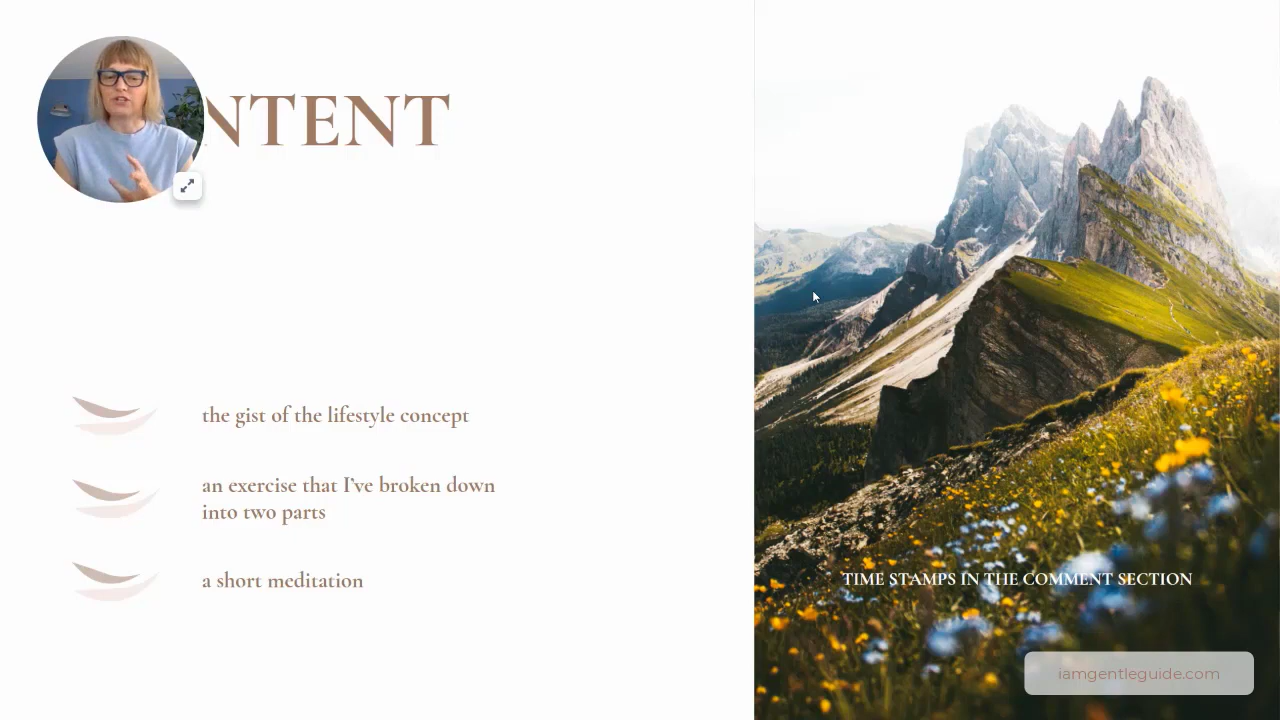 NTENT
the gist of the lifestyle concept
an exercise that I've broken down
into two parts
a short meditation
TIME STAMPS IN THE COMMENT SECTION
iamgentleguide.com